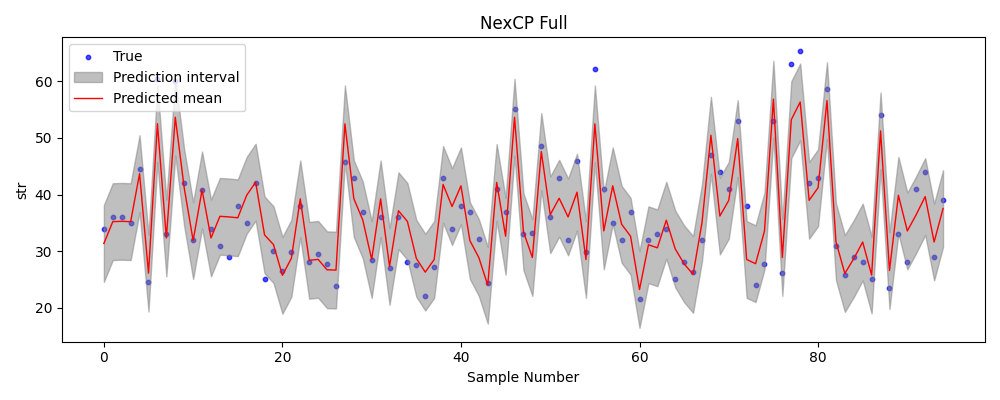 NexCP Full
True
Prediction interval
Predicted mean
str
60
50
40
30
20
0
20
40
60
80
Sample Number